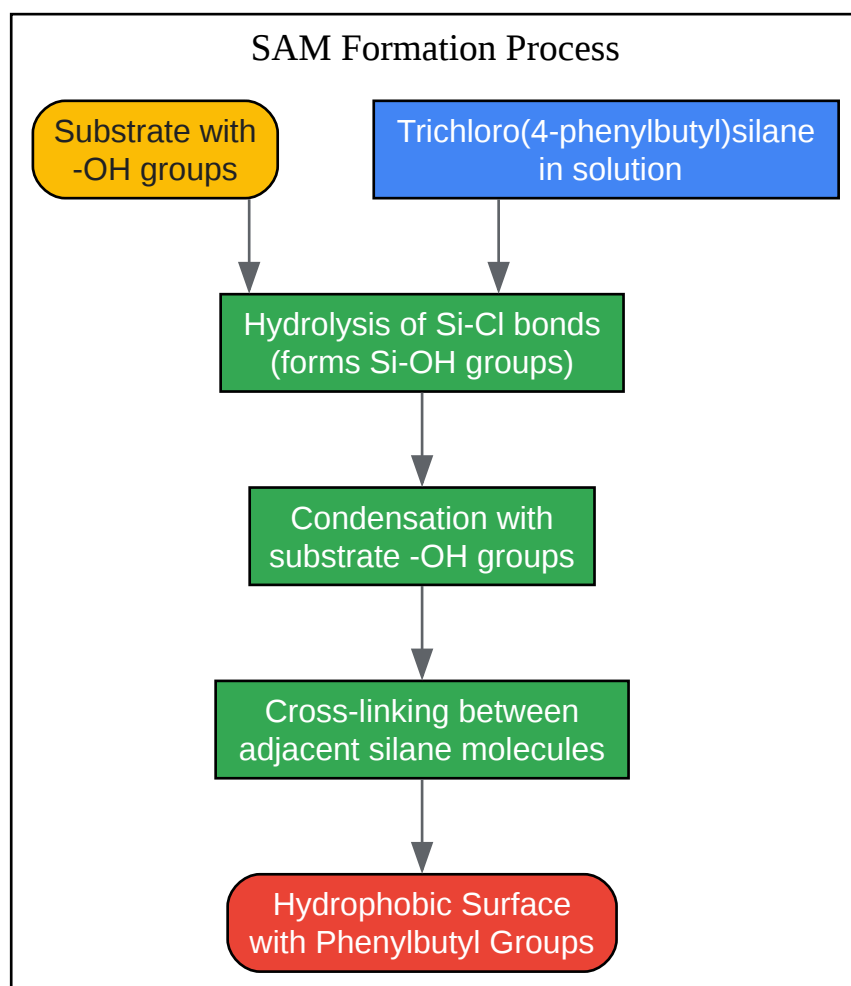 SAM Formation Process
Substrate with
-OH groups
Trichloro(4-phenylbutyl)silane
in solution
Hydrolysis of Si-Cl bonds
(forms Si-OH groups)
Condensation with
substrate -OH groups
Cross-linking between
adjacent silane molecules
Hydrophobic Surface
with Phenylbutyl Groups